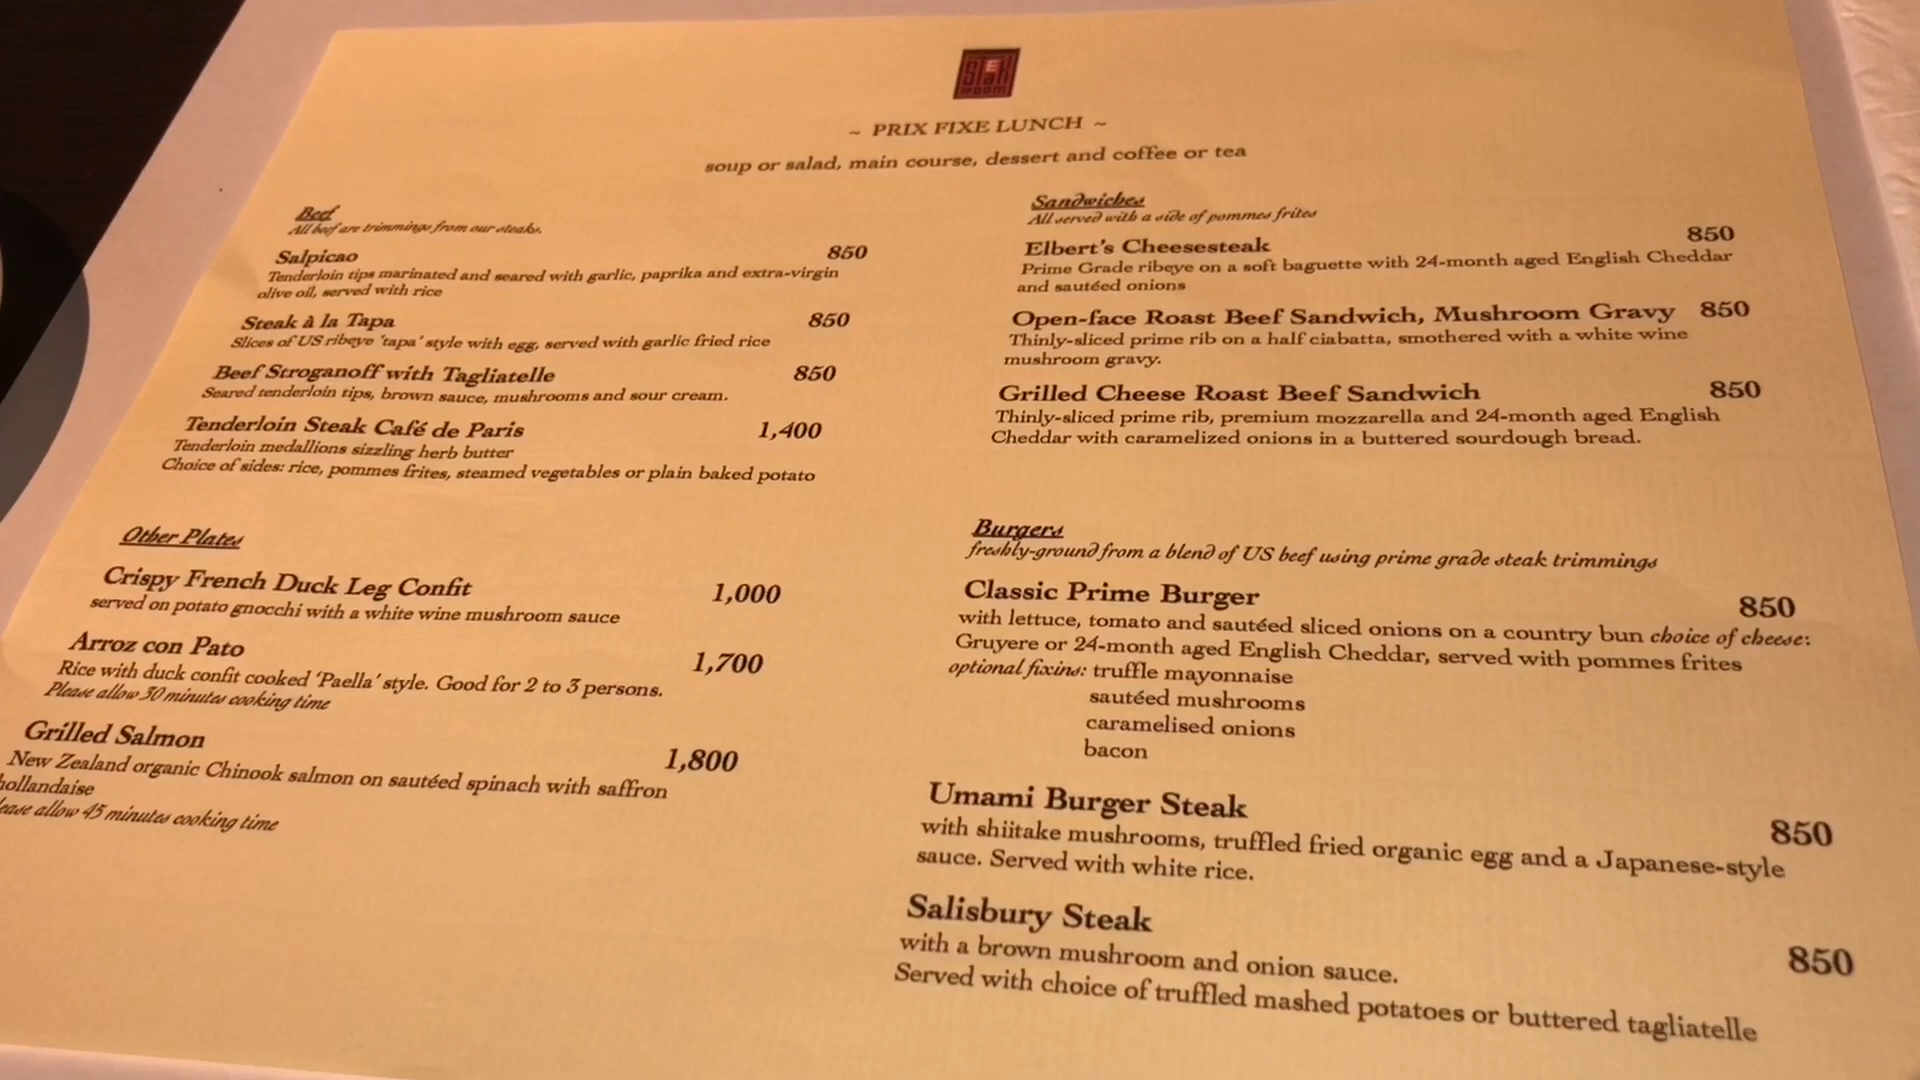 STEAK
ROOM
~ PRIX FIXE LUNCH ~
soup or salad, main course, dessert and coffee or tea
Beef
All beef are trimmings from our steaks.
Salpicao 850
Tenderloin tips marinated and seared with garlic, paprika and extra-virgin
olive oil, served with rice
Steak à la Tapa 850
Slices of US ribeye 'tapa' style with egg, served with garlic fried rice
Beef Stroganoff with Tagliatelle 850
Seared tenderloin tips, brown sauce, mushrooms and sour cream.
Tenderloin Steak Café de Paris 1,400
Tenderloin medallions sizzling herb butter
Choice of sides: rice, pommes frites, steamed vegetables or plain baked potato
Other Plates
Crispy French Duck Leg Confit 1,000
served on potato gnocchi with a white wine mushroom sauce
Arroz con Pato 1,700
Rice with duck confit cooked 'Paella' style. Good for 2 to 3 persons.
Please allow 30 minutes cooking time
Grilled Salmon 1,800
New Zealand organic Chinook salmon on sautéed spinach with saffron
hollandaise
lease allow 45 minutes cooking time
Sandwiches
All served with a side of pommes frites
Elbert's Cheesesteak 850
Prime Grade ribeye on a soft baguette with 24-month aged English Cheddar
and sautéed onions
Open-face Roast Beef Sandwich, Mushroom Gravy 850
Thinly-sliced prime rib on a half ciabatta, smothered with a white wine
mushroom gravy.
Grilled Cheese Roast Beef Sandwich 850
Thinly-sliced prime rib, premium mozzarella and 24-month aged English
Cheddar with caramelized onions in a buttered sourdough bread.
Burgers
freshly-ground from a blend of US beef using prime grade steak trimmings
Classic Prime Burger 850
with lettuce, tomato and sautéed sliced onions on a country bun choice of cheese:
Gruyere or 24-month aged English Cheddar, served with pommes frites
optional fixins: truffle mayonnaise
sautéed mushrooms
caramelised onions
bacon
Umami Burger Steak 850
with shiitake mushrooms, truffled fried organic egg and a Japanese-style
sauce. Served with white rice.
Salisbury Steak 850
with a brown mushroom and onion sauce.
Served with choice of truffled mashed potatoes or buttered tagliatelle